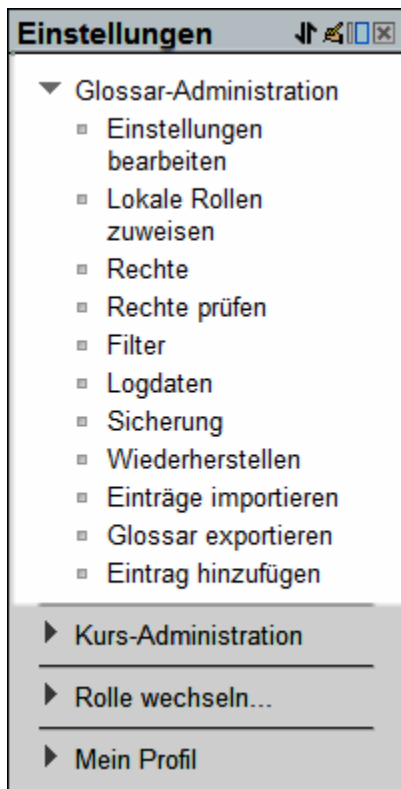 Einstellungen
Glossar-Administration
Einstellungen
bearbeiten
Lokale Rollen
zuweisen
Rechte
Rechte prüfen
Filter
Logdaten
Sicherung
Wiederherstellen
Einträge importieren
Glossar exportieren
Eintrag hinzufügen
Kurs-Administration
Rolle wechseln...
Mein Profil